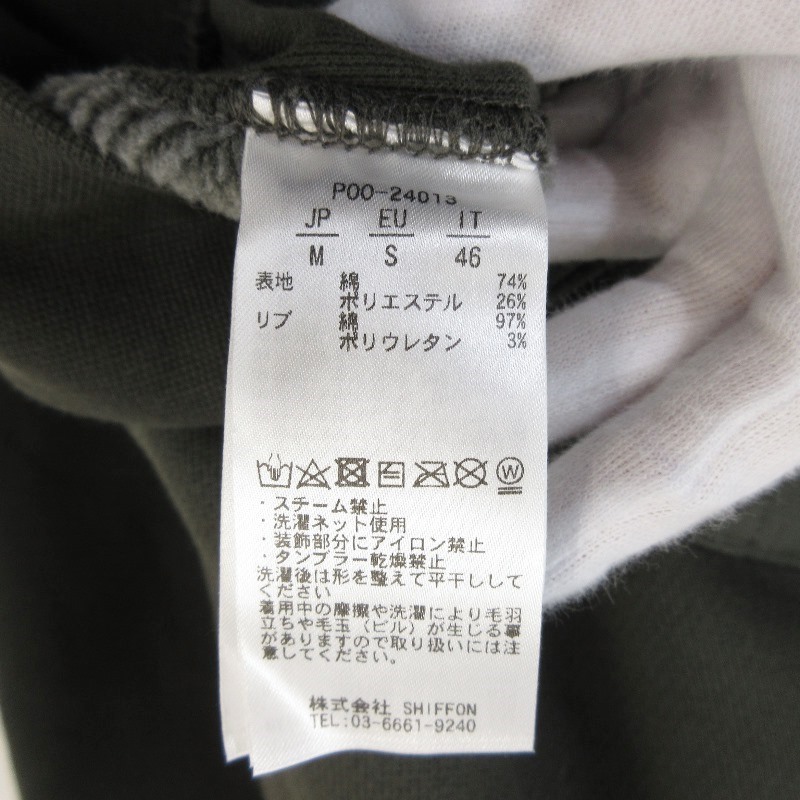 P00-24013
JP EU IT
M S 46
表地 綿 74%
ポリエステル 26%
リブ 綿 97%
ポリウレタン 3%
W
・スチーム禁止
・洗濯ネット使用
・装飾部分にアイロン禁止
・タンブラー乾燥禁止
洗濯後は形を整えて平干しして
ください
着用中の摩擦や洗濯により毛羽
立ちや毛玉（ピル）が生じる事
がありますので取り扱いには注
意してください。
株式会社 SHIFFON
TEL:03-6661-9240